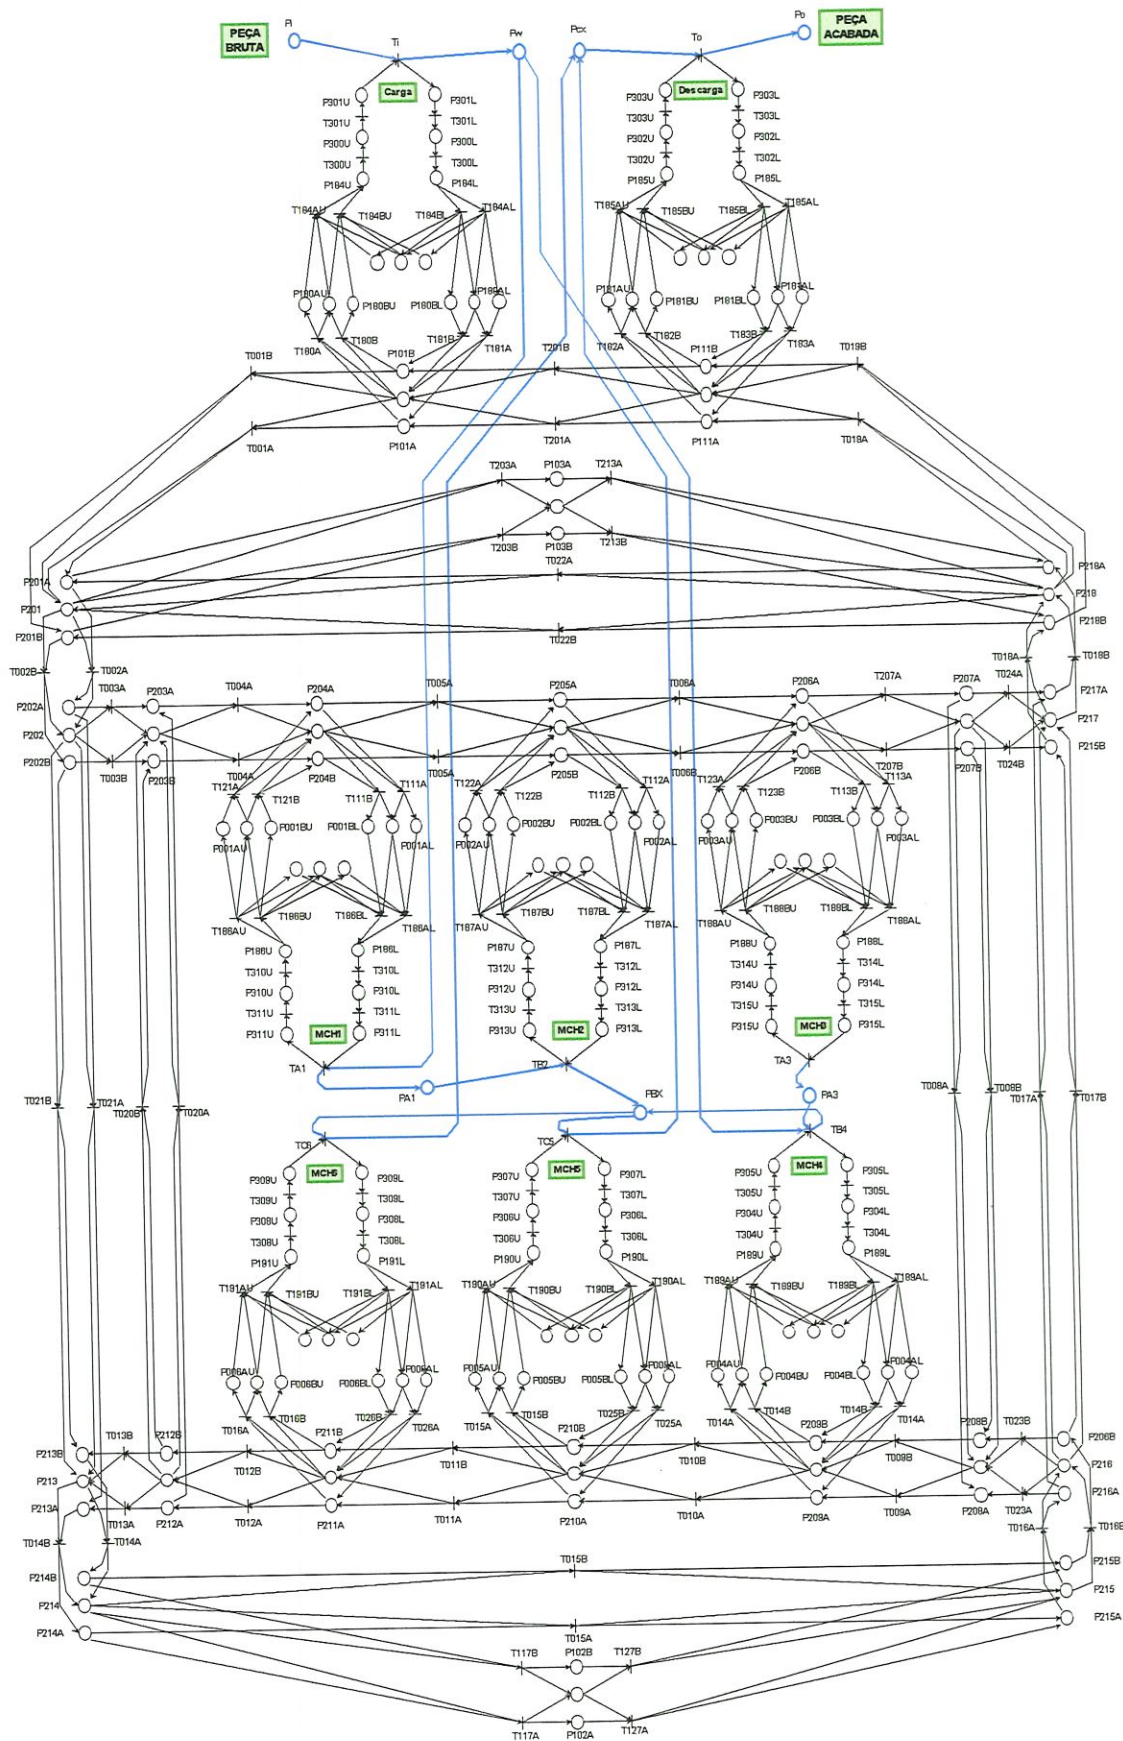 Pi
PEÇA
BRUTA
Ti
Pw
Pcx
To
Po
PEÇA
ACABADA
Carga
P301U
P301L
T301U
T301L
P300U
P300L
T300U
T300L
P184U
P184L
T184AU
T184BU
T184BL
T184AL
P180AU
P180BU
P180BL
T180A
T180B
T181B
T181A
Descarga
P303U
P303L
T303U
T303L
P302U
P302L
T302U
T302L
P185U
P185L
T185AU
T185BU
T185BL
T185AL
P181AU
P181BU
P181BL
P181AL
T182A
T182B
T183B
T183A
T001B
P101B
T201B
P111B
T019B
T001A
P101A
T201A
P111A
T018A
T203A
P103A
T213A
T203B
P103B
T213B
T022A
P201A
P218A
P201
P218
P201B
T022B
P218B
T002B
T002A
T018A
T018B
T003A
P203A
T004A
P204A
T005A
P205A
T006A
P206A
T207A
P207A
T024A
P217A
P202A
P202
P217
P202B
T003B
P203B
T004A
P204B
T005A
P205B
T006B
P206B
T207B
P207B
T024B
P215B
T121A
T121B
T111B
T111A
T122A
T122B
T112B
T112A
T123A
T123B
T113B
T113A
P001AU
P001BU
P001BL
P001AL
P002AU
P002BU
P002BL
P002AL
P003AU
P003BU
P003BL
P003AL
T186AU
T186BU
T186BL
T186AL
T187AU
T187BU
T187BL
T187AL
T188AU
T188BU
T188BL
T188AL
P186U
P186L
P187U
P187L
P188U
P188L
T310U
T310L
T312U
T312L
T314U
T314L
P310U
P310L
P312U
P312L
P314U
P314L
T311U
T311L
T313U
T313L
T315U
T315L
P311U
MCH1
P311L
P313U
MCH2
P313L
P315U
MCH3
P315L
TA1
TB2
TA3
PA1
PBX
PA3
T021B
T021A
T020B
T020A
T008A
T008B
T017A
T017B
TC6
TC5
TB4
P309U
MCH6
P309L
P307U
MCH5
P307L
P305U
MCH4
P305L
T309U
T309L
T307U
T307L
T305U
T305L
P308U
P308L
P306U
P306L
P304U
P304L
T308U
T308L
T306U
T306L
T304U
T304L
P191U
P191L
P190U
P190L
P189U
P189L
T191AU
T191BU
T191BL
T191AL
T190AU
T190BU
T190BL
T190AL
T189AU
T189BU
T189BL
T189AL
P006AU
P006BU
P006BL
P005AU
P005BU
P005BL
P005AL
P004AU
P004BU
P004BL
P004AL
T016A
T016B
T026B
T026A
T015A
T015B
T025B
T025A
T014A
T014B
T014B
T014A
P213B
T013B
P212B
T012B
P211B
T011B
P210B
T010B
P209B
T009B
P208B
T023B
P206B
P213
P216
P213A
T013A
P212A
T012A
P211A
T011A
P210A
T010A
P209A
T009A
P208A
T023A
P216A
T014B
T014A
T016A
T016B
P214B
T015B
P215B
P214
P215
P214A
T015A
P215A
T117B
P102B
T127B
T117A
P102A
T127A